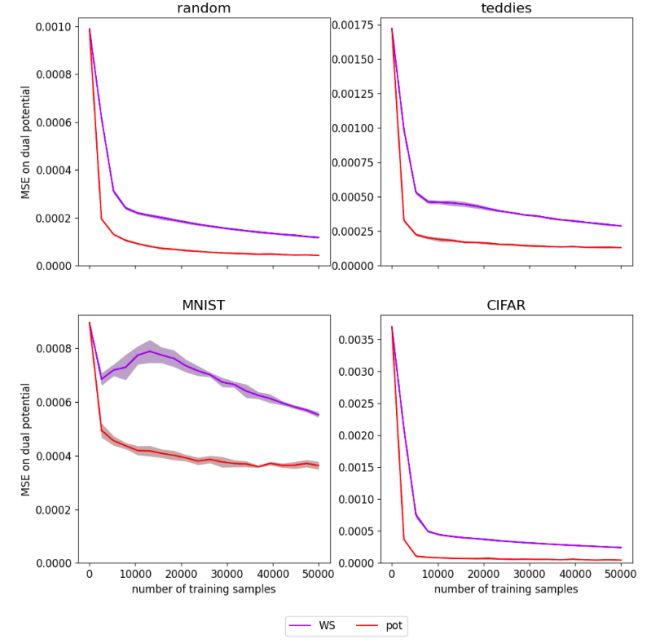 random
teddies
0.0010
0.0008
0.0006
0.0004
0.0002
0.0000
MSE on dual potential
0.00175
0.00150
0.00125
0.00100
0.00075
0.00050
0.00025
0.00000
MNIST
CIFAR
0.0008
0.0006
0.0004
0.0002
0.0000
MSE on dual potential
0.0035
0.0030
0.0025
0.0020
0.0015
0.0010
0.0005
0.0000
0 10000 20000 30000 40000 50000
number of training samples
0 10000 20000 30000 40000 50000
number of training samples
WS pot